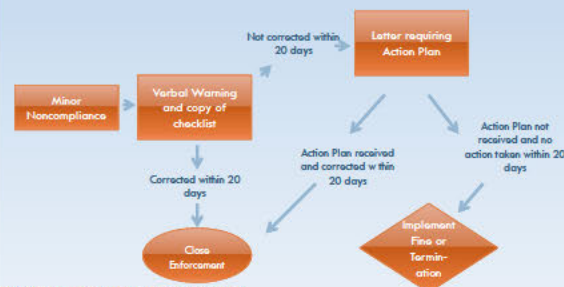 Not corrected within
20 days
Letter requiring
Action Plan
Minor
Noncompliance
Verbal Warning
and copy of
checklist
Action Plan not
received and no
action taken within 20
days
Action Plan received
and corrected within
20 days
Corrected within 20
days
Close
Enforcement
Implement
Fine or
Termin-
ation